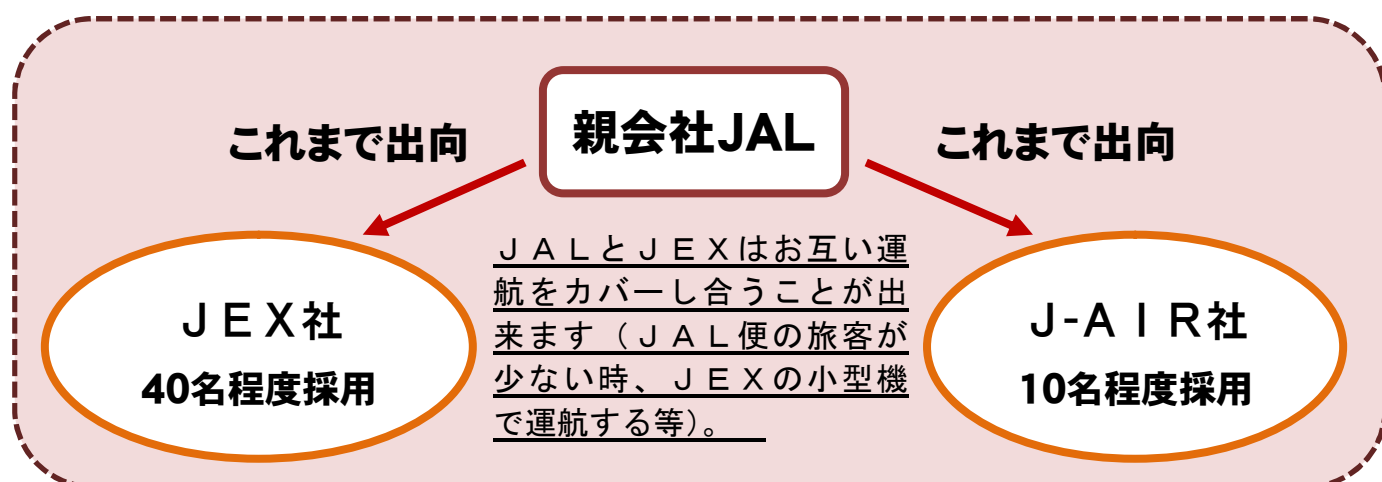 親会社JAL
これまで出向
これまで出向
JEX社
40名程度採用
JALとJEXはお互い運
航をカバーし合うことが出
来ます(JAL便の旅客が
少ない時、JEXの小型機
で運航する等)。
J-AIR社
10名程度採用